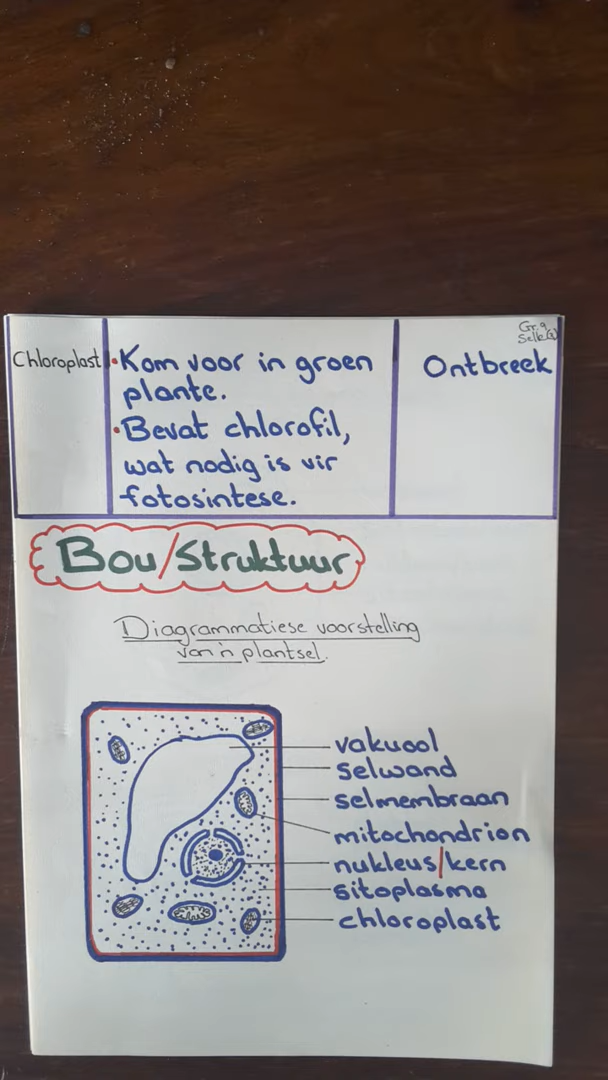 Gr. 9
Selle
Chloroplast
• Kom voor in groen
plante.
• Bevat chlorofil,
wat nodig is vir
fotosintese.
Ontbreek
Bou/Struktuur
Diagrammatiese voorstelling
van 'n plantsel.
vakuool
selwand
selmembraan
mitochondrion
nukleus/kern
sitoplasma
chloroplast